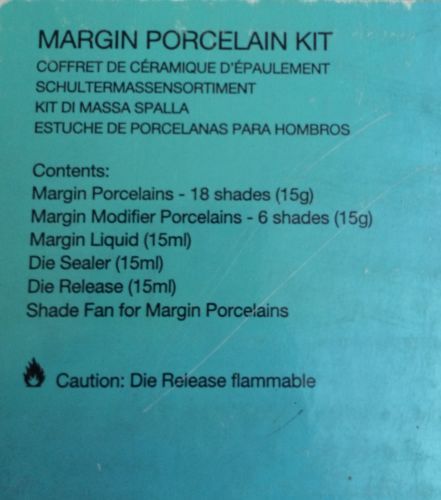 MARGIN PORCELAIN KIT
COFFRET DE CÉRAMIQUE D'ÉPAULEMENT
SCHULTERMASSENSORTIMENT
KIT DI MASSA SPALLA
ESTUCHE DE PORCELANAS PARA HOMBROS
Contents:
Margin Porcelains - 18 shades (15g)
Margin Modifier Porcelains - 6 shades (15g)
Margin Liquid (15ml)
Die Sealer (15ml)
Die Release (15ml)
Shade Fan for Margin Porcelains
Caution: Die Release flammable